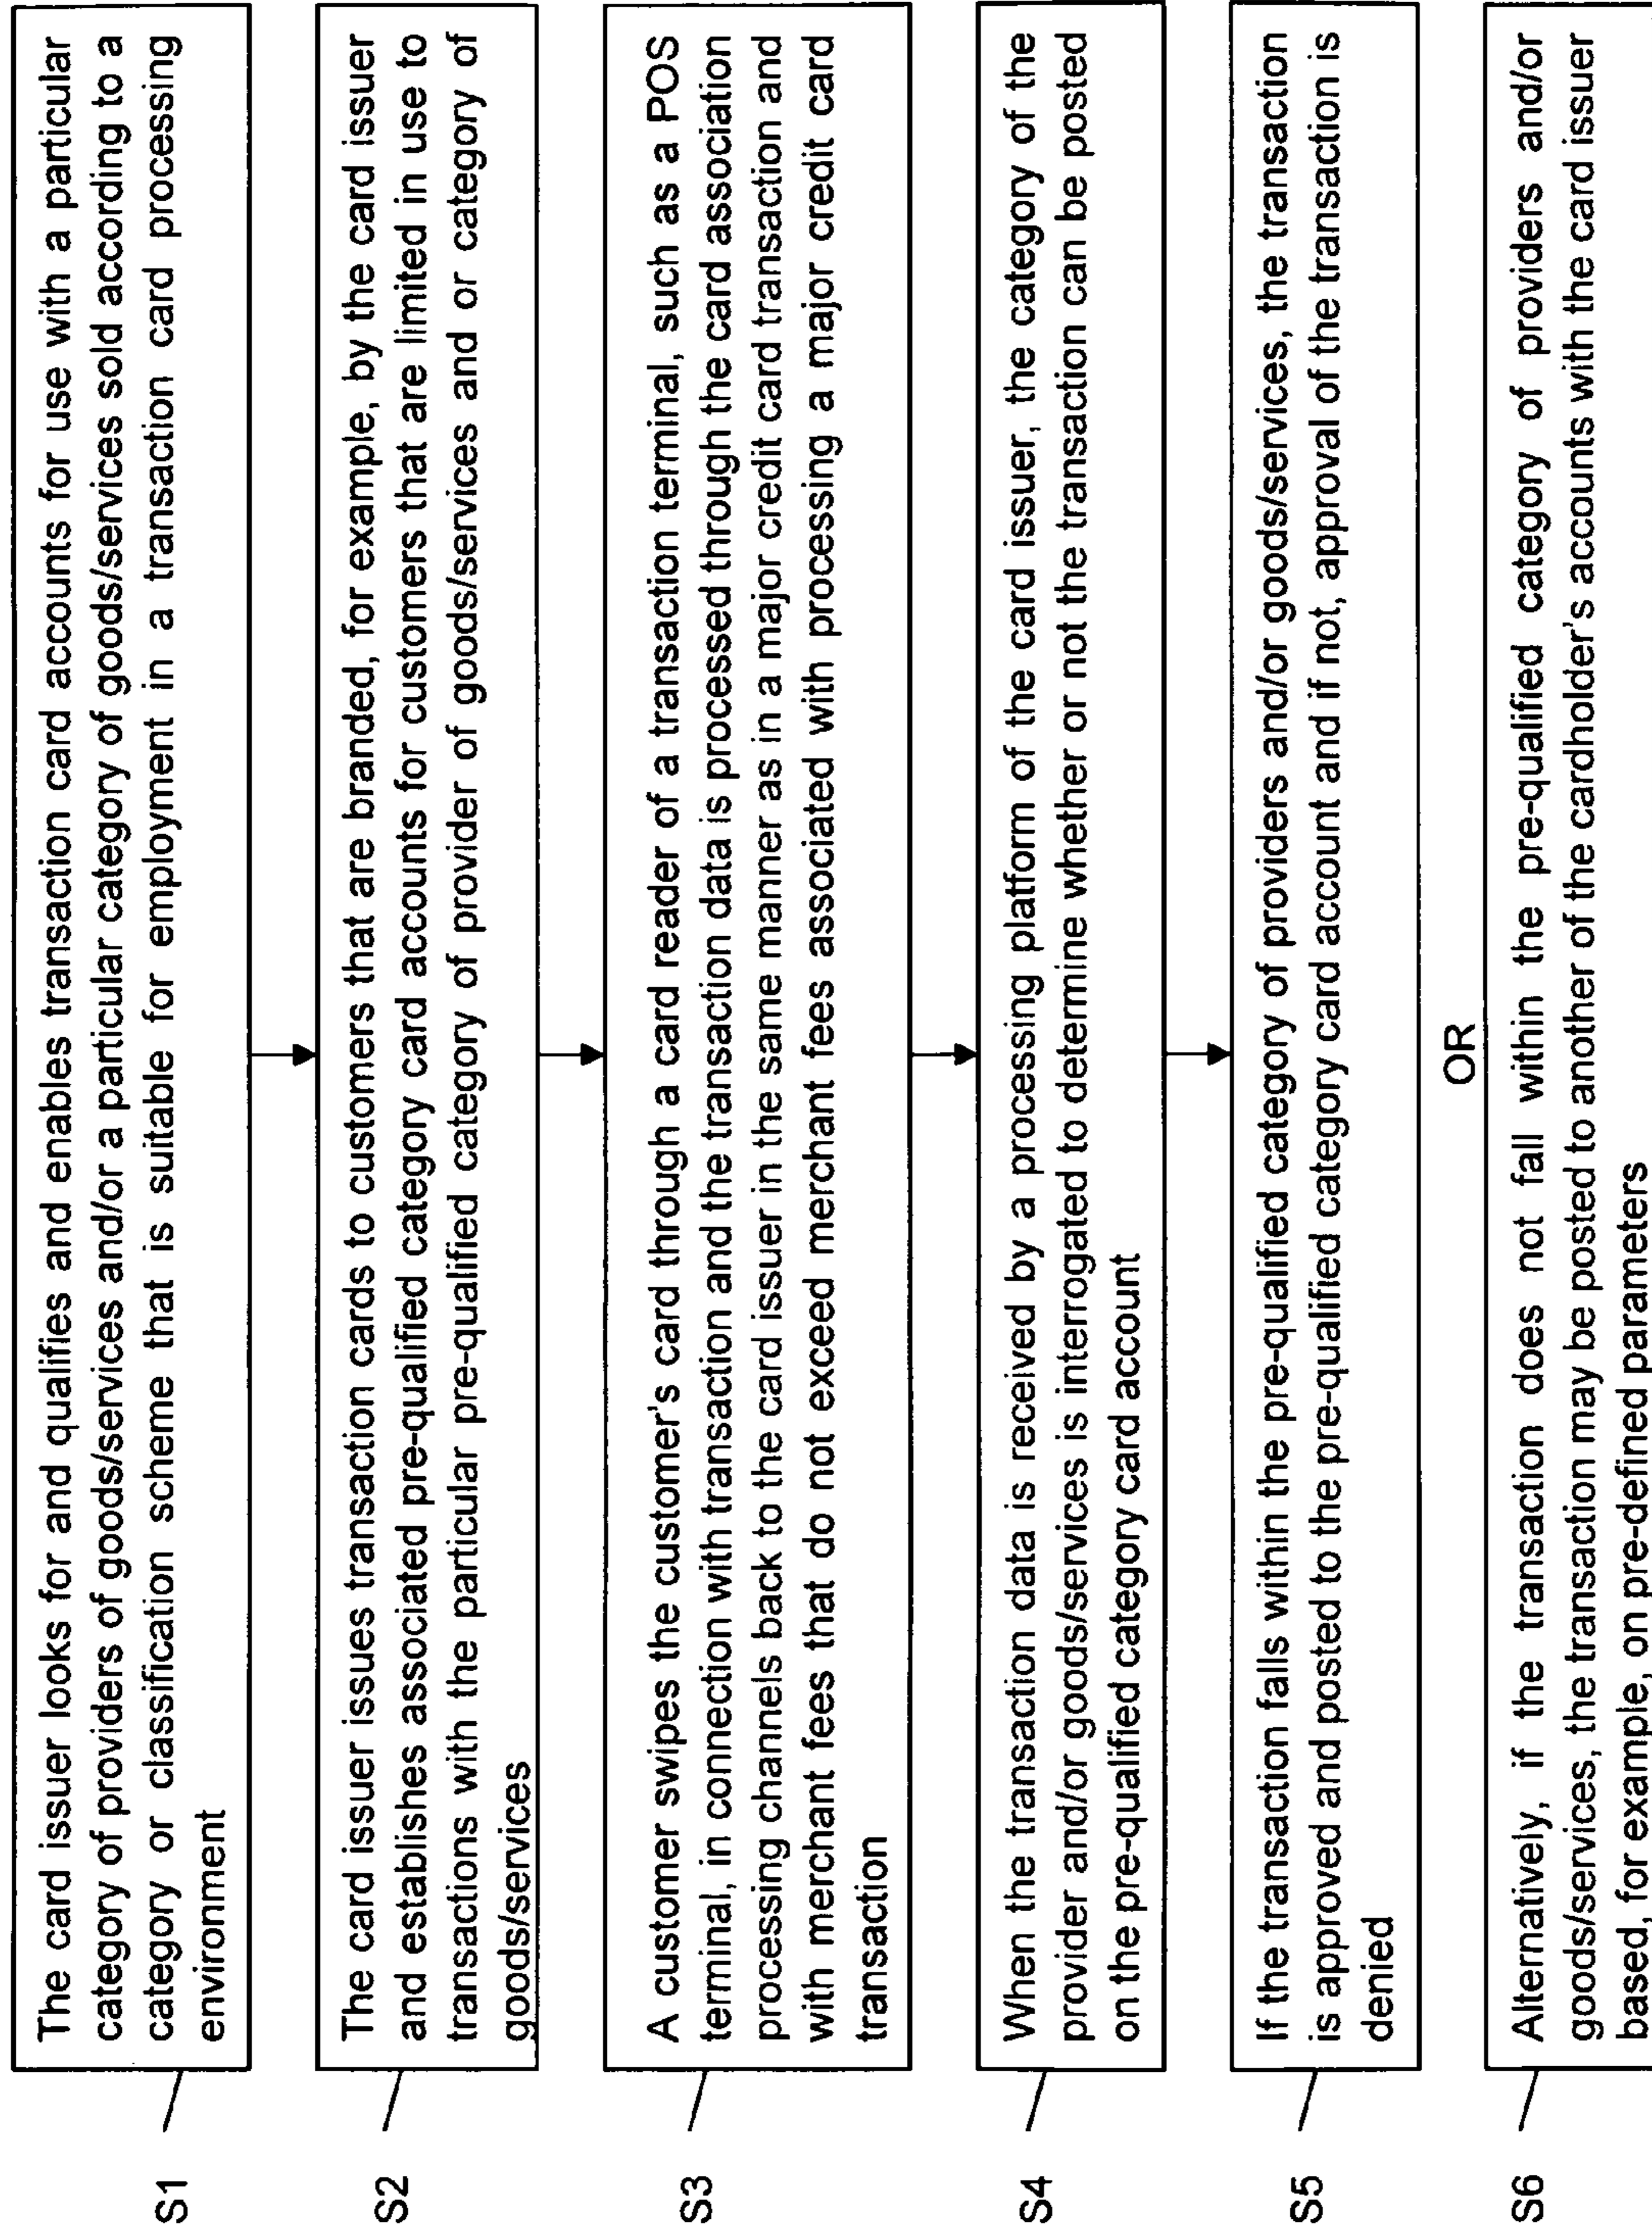 S1
The card issuer looks for and qualifies and enables transaction card accounts for use with a particular
category of providers of goods/services and/or a particular category of goods/services sold according to a
category or classification scheme that is suitable for employment in a transaction card processing
environment
S2
The card issuer issues transaction cards to customers that are branded, for example, by the card issuer
and establishes associated pre-qualified category card accounts for customers that are limited in use to
transactions with the particular pre-qualified category of provider of goods/services and or category of
goods/services
S3
A customer swipes the customer's card through a card reader of a transaction terminal, such as a POS
terminal, in connection with transaction and the transaction data is processed through the card association
processing channels back to the card issuer in the same manner as in a major credit card transaction and
with merchant fees that do not exceed merchant fees associated with processing a major credit card
transaction
S4
When the transaction data is received by a processing platform of the card issuer, the category of the
provider and/or goods/services is interrogated to determine whether or not the transaction can be posted
on the pre-qualified category card account
S5
If the transaction falls within the pre-qualified category of providers and/or goods/services, the transaction
is approved and posted to the pre-qualified category card account and if not, approval of the transaction is
denied
OR
S6
Alternatively, if the transaction does not fall within the pre-qualified category of providers and/or
goods/services, the transaction may be posted to another of the cardholder's accounts with the card issuer
based, for example, on pre-defined parameters